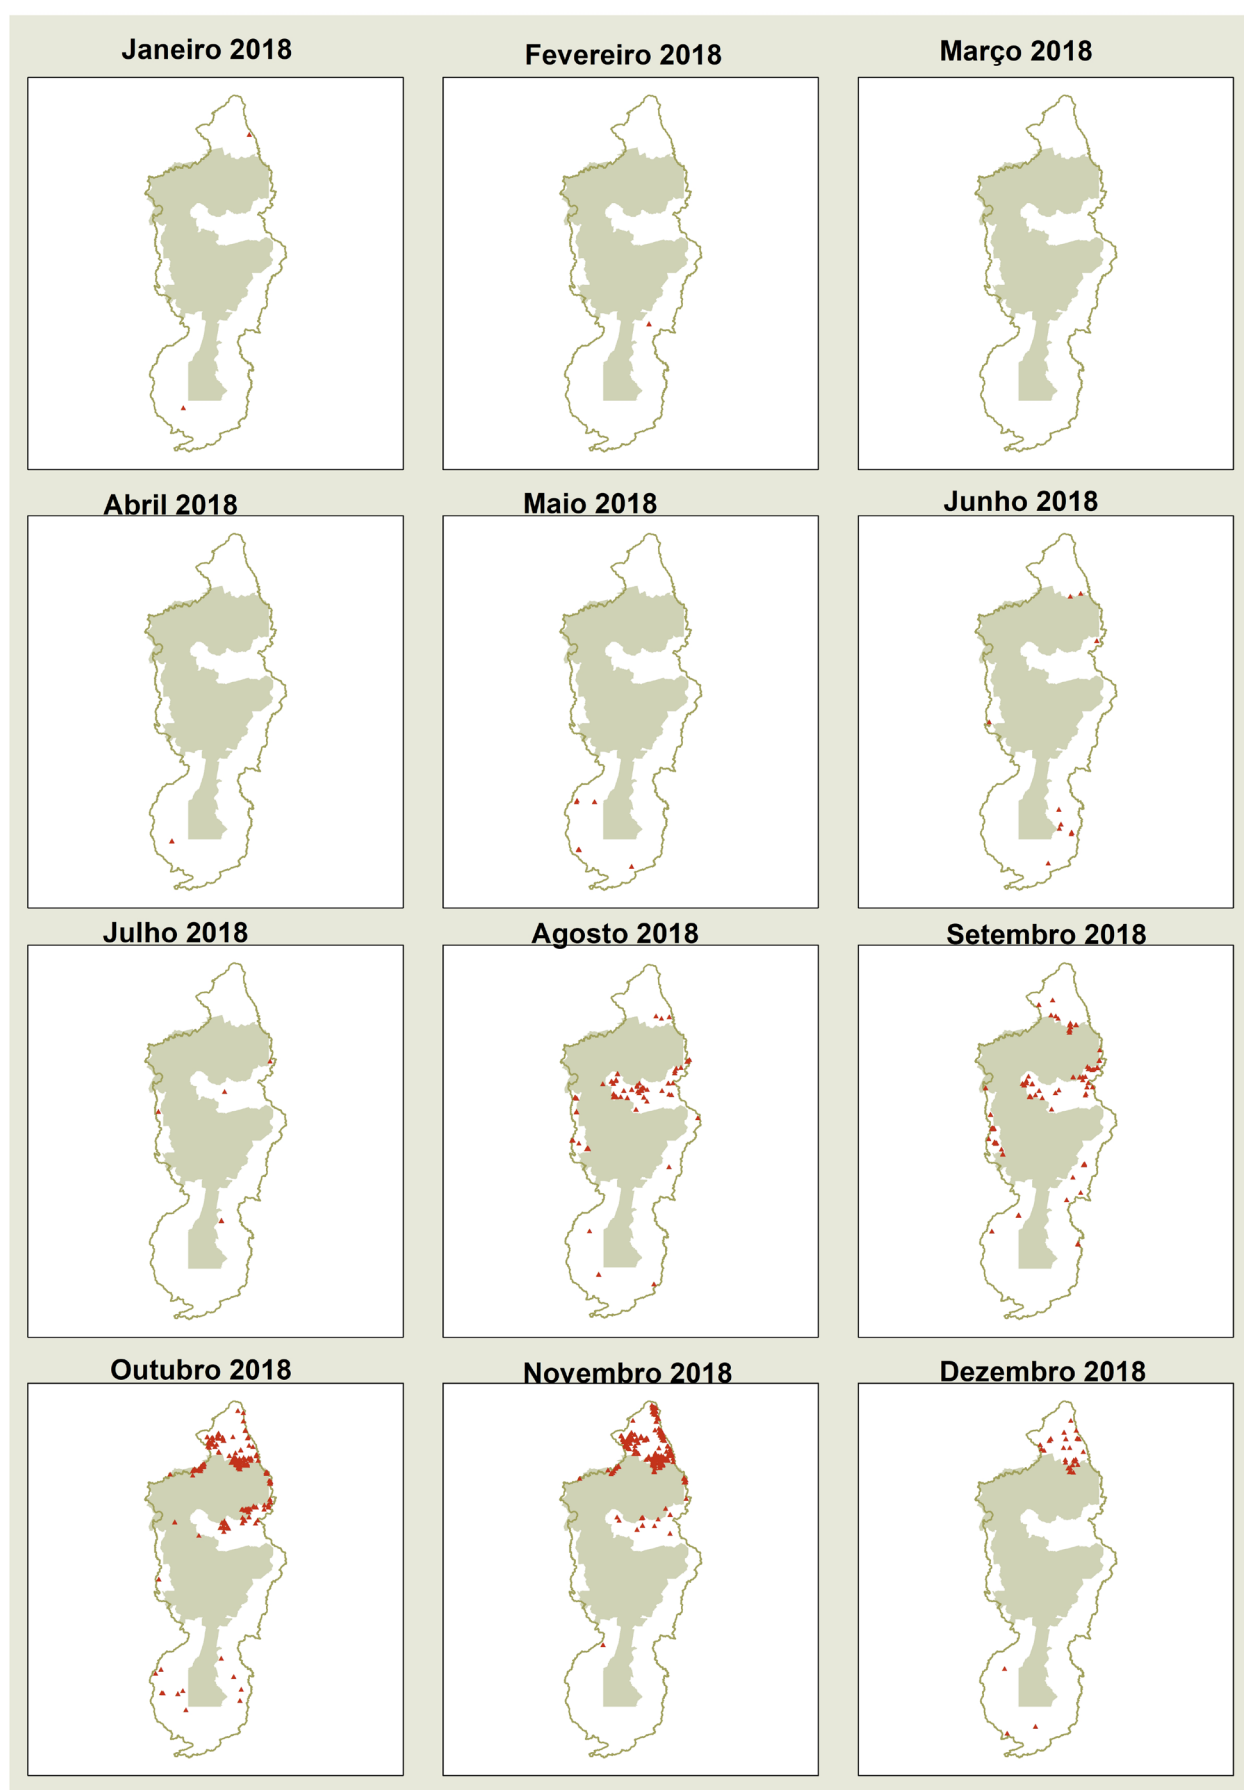 Janeiro 2018
Fevereiro 2018
Março 2018
Abril 2018
Maio 2018
Junho 2018
Julho 2018
Agosto 2018
Setembro 2018
Outubro 2018
Novembro 2018
Dezembro 2018